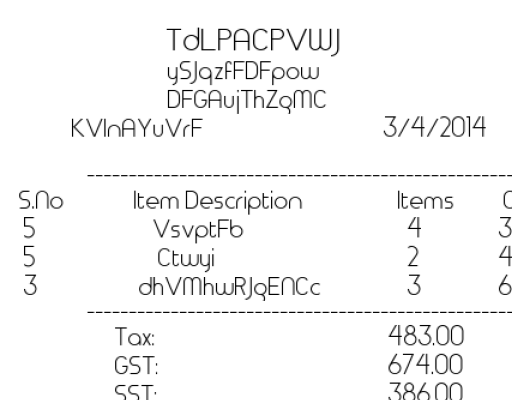 TdLPACPVWJ
ySJqzfFDFpow
DFGAujThZqMC
KVInAYuVrF 3/4/2014
S.No Item Description Items
5 VsvptFb 4 3
5 Ctwyi 2 4
3 dhVMhwRJqENCc 3 6
Tax: 483.00
GST: 674.00
SST: 386.00